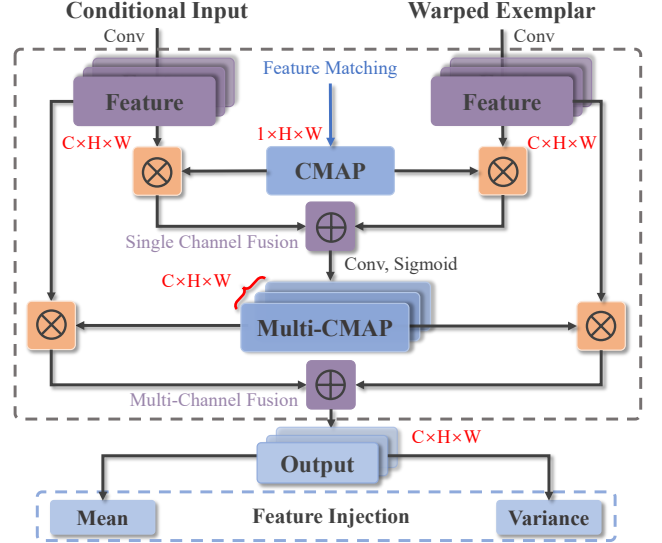 Conditional Input
Warped Exemplar
Conv
Conv
Feature Matching
Feature
Feature
C×H×W
1×H×W
C×H×W
CMAP
Single Channel Fusion
Conv, Sigmoid
C×H×W
Multi-CMAP
Multi-Channel Fusion
C×H×W
Output
Mean
Feature Injection
Variance